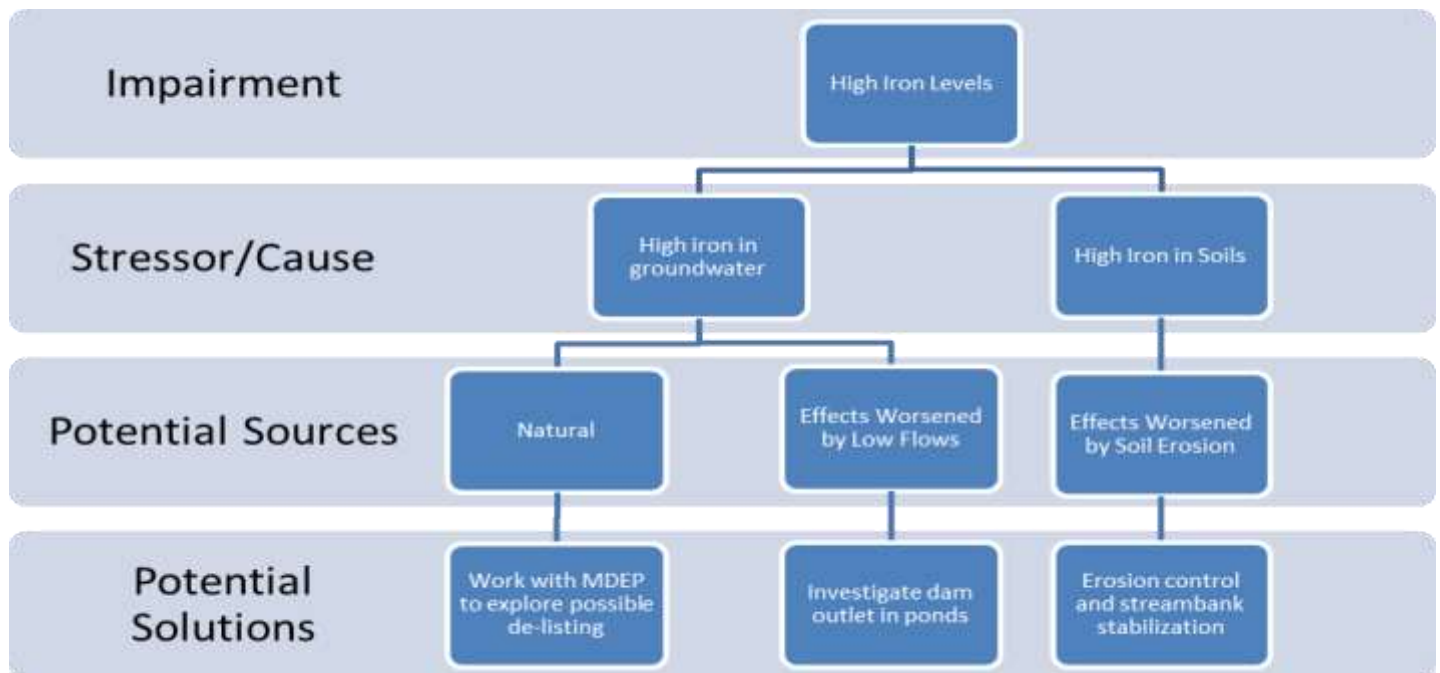 Impairment
High Iron Levels
Stressor/Cause
High iron in
groundwater
High Iron in Soils
Potential Sources
Natural
Effects Worsened
by Low Flows
Effects Worsened
by Soil Erosion
Potential
Solutions
Work with MDEP
to explore possible
de-listing
Investigate dam
outlet in ponds
Erosion control
and streambank
stabilization